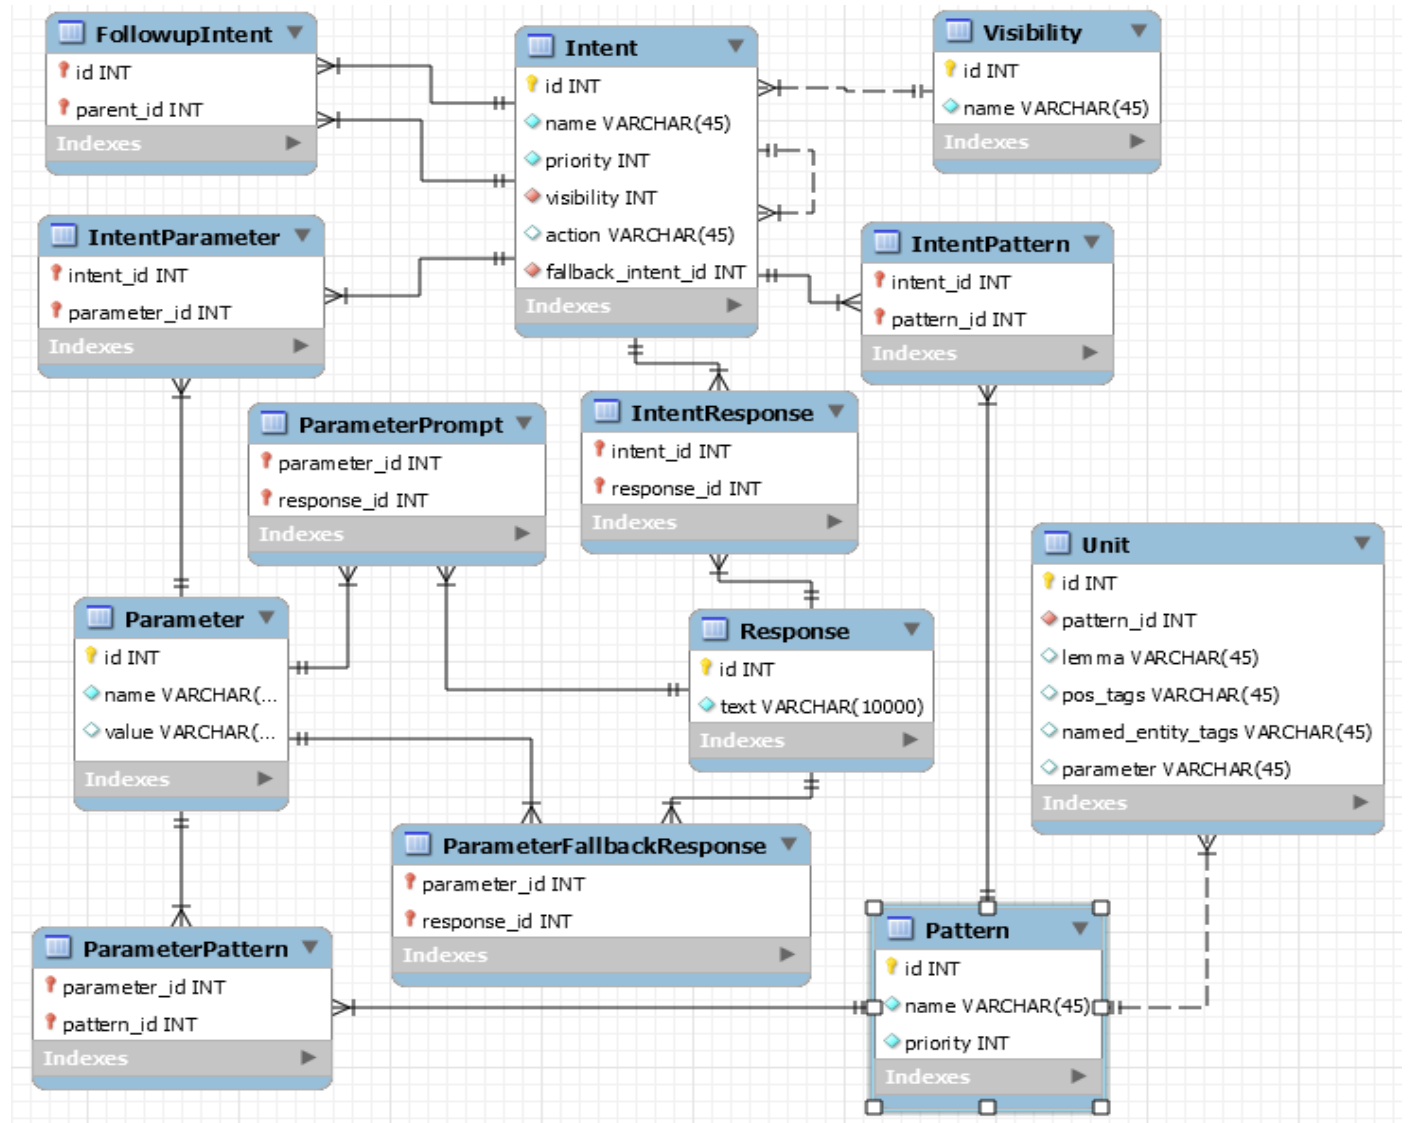 FollowupIntent
id INT
parent_id INT
Indexes
Intent
id INT
name VARCHAR(45)
priority INT
visibility INT
action VARCHAR(45)
fallback_intent_id INT
Indexes
Visibility
id INT
name VARCHAR(45)
Indexes
IntentParameter
intent_id INT
parameter_id INT
Indexes
IntentPattern
intent_id INT
pattern_id INT
Indexes
ParameterPrompt
parameter_id INT
response_id INT
Indexes
IntentResponse
intent_id INT
response_id INT
Indexes
Unit
id INT
pattern_id INT
lemma VARCHAR(45)
pos_tags VARCHAR(45)
named_entity_tags VARCHAR(45)
parameter VARCHAR(45)
Indexes
Parameter
id INT
name VARCHAR(...
value VARCHAR(...
Indexes
Response
id INT
text VARCHAR(10000)
Indexes
ParameterFallbackResponse
parameter_id INT
response_id INT
Indexes
ParameterPattern
parameter_id INT
pattern_id INT
Indexes
Pattern
id INT
name VARCHAR(45)
priority INT
Indexes